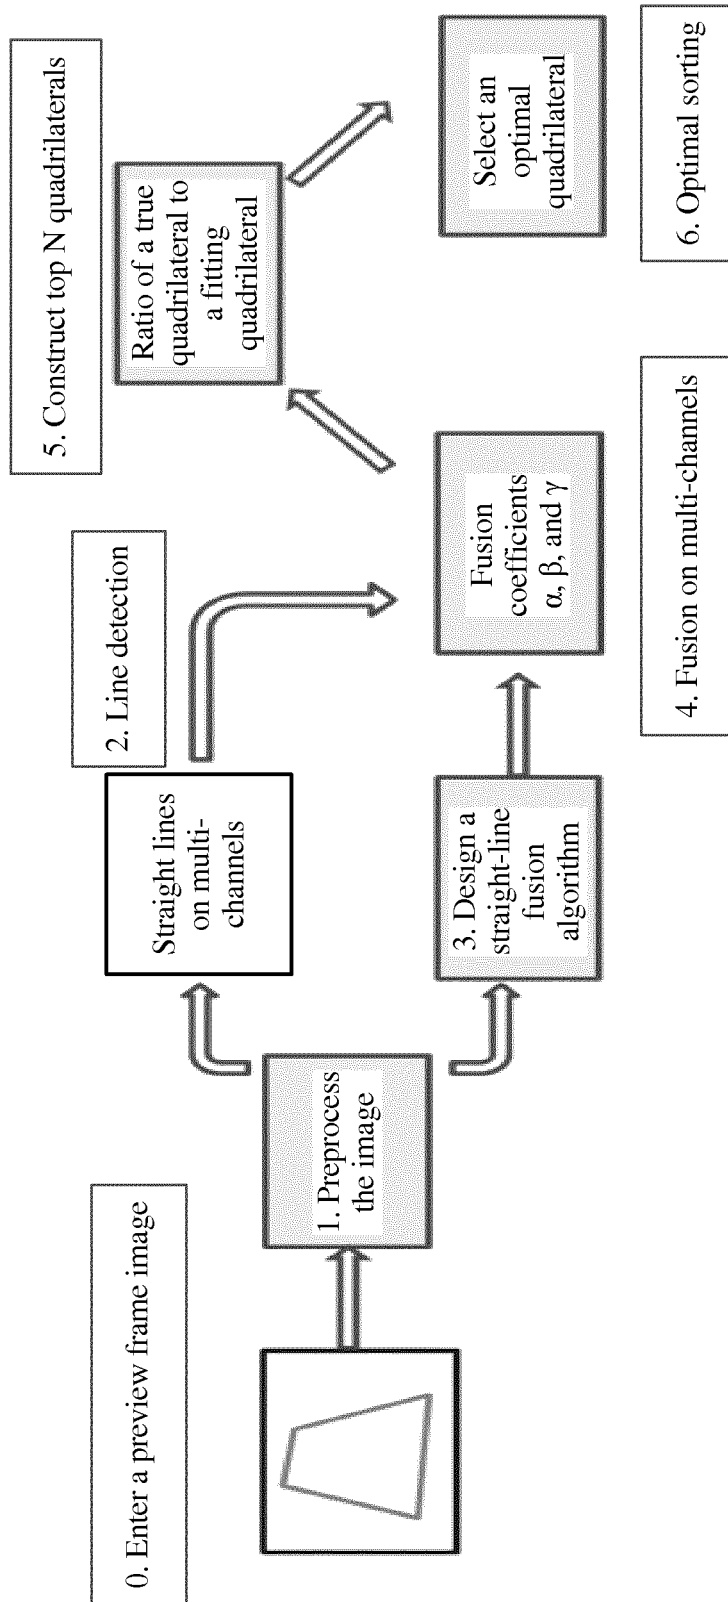 0. Enter a preview frame image
1. Preprocess
the image
Straight lines
on multi-
channels
2. Line detection
3. Design a
straight-line
fusion
algorithm
Fusion
coefficients
α, β, and γ
4. Fusion on multi-channels
5. Construct top N quadrilaterals
Ratio of a true
quadrilateral to
a fitting
quadrilateral
Select an
optimal
quadrilateral
6. Optimal sorting